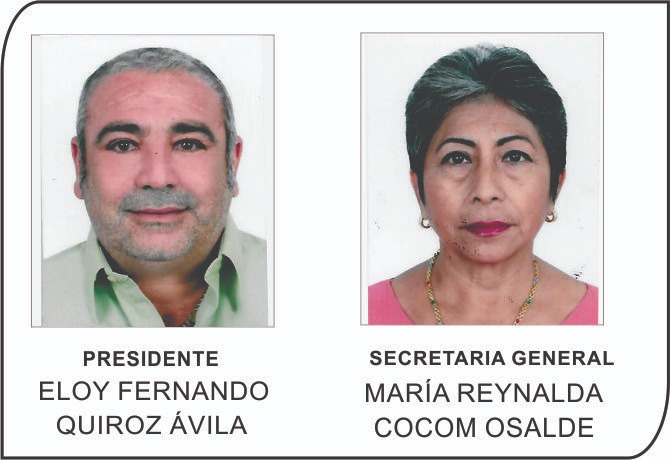 PRESIDENTE
ELOY FERNANDO
QUIROZ ÁVILA
SECRETARIA GENERAL
MARÍA REYNALDA
COCOM OSALDE